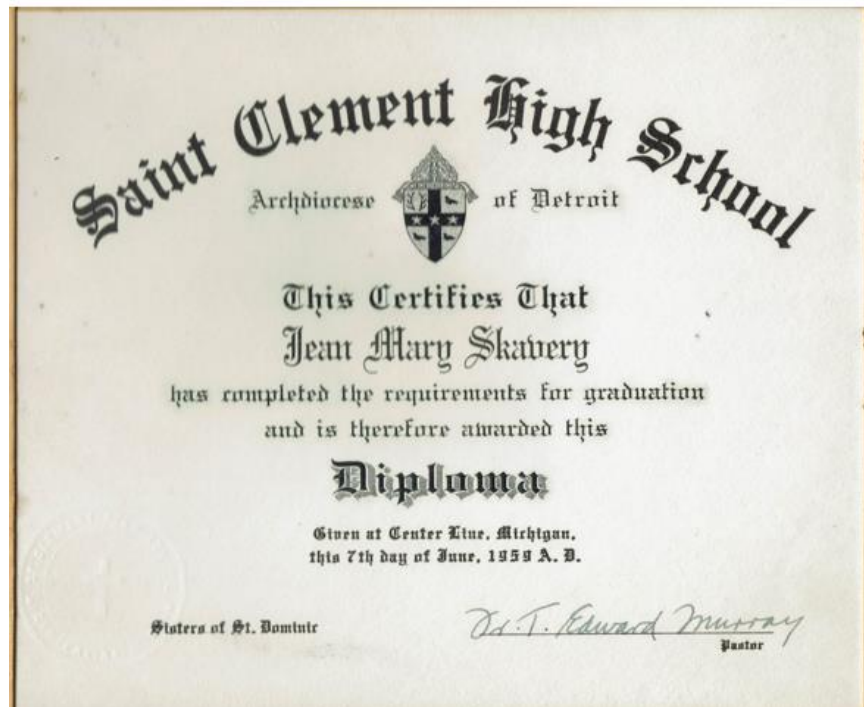 Saint Clement High School
Archdiocese of Detroit
This Certifies That
Jean Mary Skavery
has completed the requirements for graduation
and is therefore awarded this
Diploma
Given at Center Line, Michigan,
this 7th day of June, 1959 A. D.
Sisters of St. Dominic
Dr. T. Edward Murray
Pastor